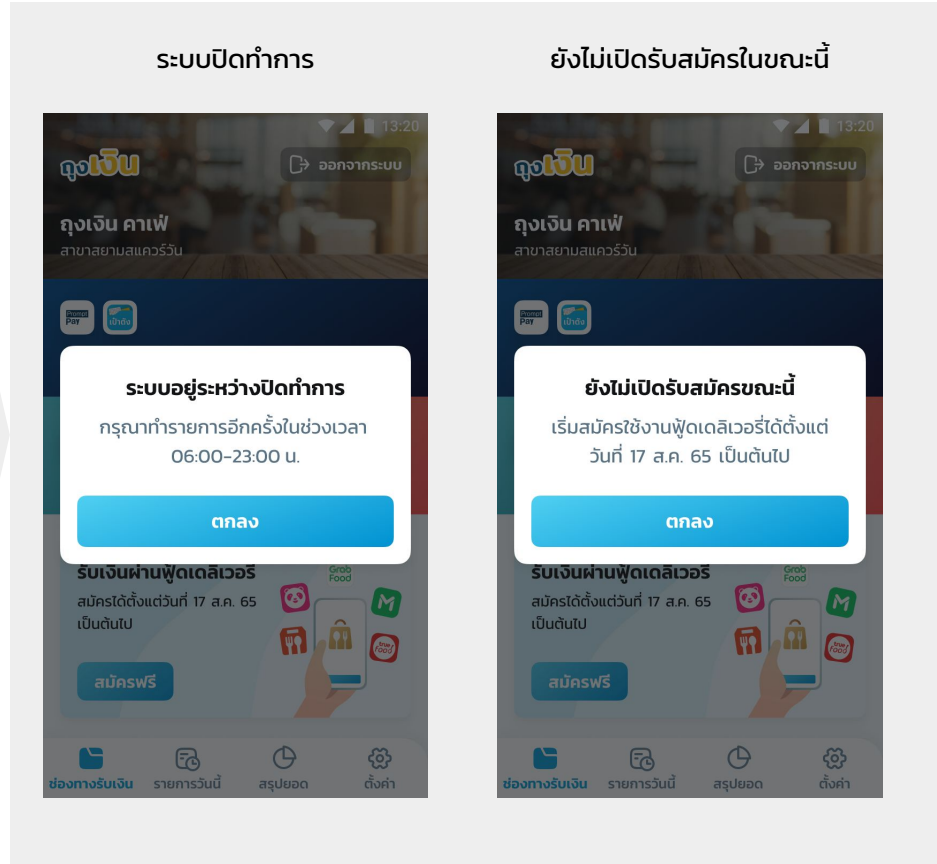 ระบบปิดทำการ
13:20
ถุงเงิน
ออกจากระบบ
ถุงเงิน คาเฟ่
สาขาสยามสแควร์วัน
Prompt
Pay
เป๋าตัง
ระบบอยู่ระหว่างปิดทำการ
กรุณาทำรายการอีกครั้งในช่วงเวลา
06:00-23:00 น.
ตกลง
รับเงินผ่านฟู้ดเดลิเวอรี
สมัครได้ตั้งแต่วันที่ 17 ส.ค. 65
เป็นต้นไป
Grab
Food
true
Food
สมัครฟรี
ช่องทางรับเงิน
รายการวันนี้
สรุปยอด
ตั้งค่า
ยังไม่เปิดรับสมัครในขณะนี้
13:20
ถุงเงิน
ออกจากระบบ
ถุงเงิน คาเฟ่
สาขาสยามสแควร์วัน
Prompt
Pay
เป๋าตัง
ยังไม่เปิดรับสมัครขณะนี้
เริ่มสมัครใช้งานฟู้ดเดลิเวอรี่ได้ตั้งแต่
วันที่ 17 ส.ค. 65 เป็นต้นไป
ตกลง
รับเงินผ่านฟู้ดเดลิเวอรี
สมัครได้ตั้งแต่วันที่ 17 ส.ค. 65
เป็นต้นไป
Grab
Food
true
Food
สมัครฟรี
ช่องทางรับเงิน
รายการวันนี้
สรุปยอด
ตั้งค่า